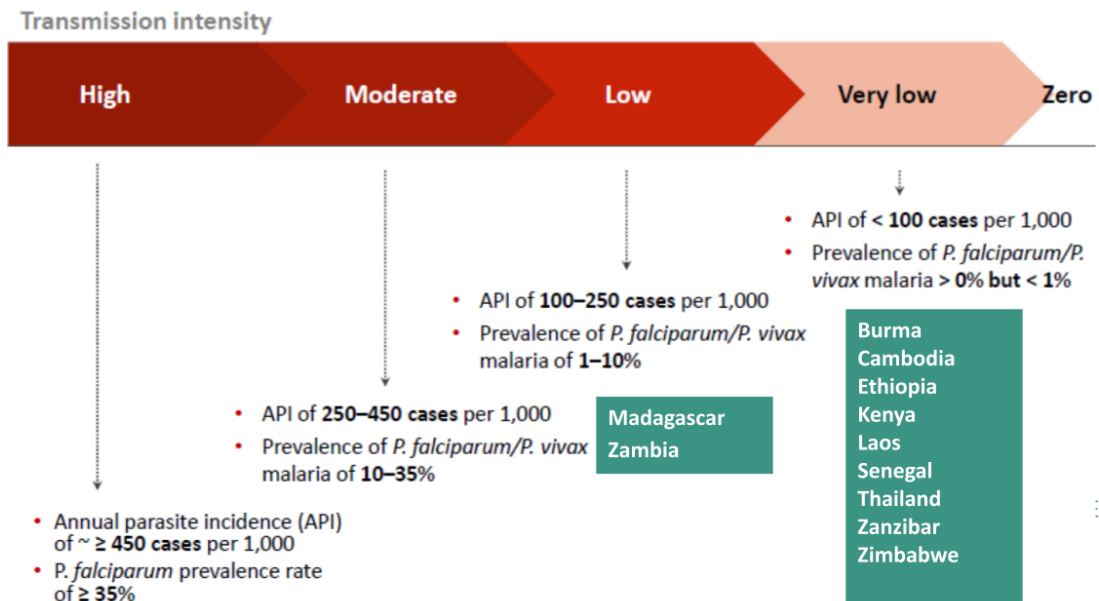 Transmission intensity
High
Moderate
Low
Very low
Zero
• API of < 100 cases per 1,000
• Prevalence of P. falciparum/P.
vivax malaria > 0% but < 1%
• API of 100–250 cases per 1,000
• Prevalence of P. falciparum/P. vivax
malaria of 1–10%
• API of 250–450 cases per 1,000
• Prevalence of P. falciparum/P. vivax
malaria of 10–35%
• Annual parasite incidence (API)
of ~ ≥ 450 cases per 1,000
• P. falciparum prevalence rate
of ≥ 35%
Madagascar
Zambia
Burma
Cambodia
Ethiopia
Kenya
Laos
Senegal
Thailand
Zanzibar
Zimbabwe